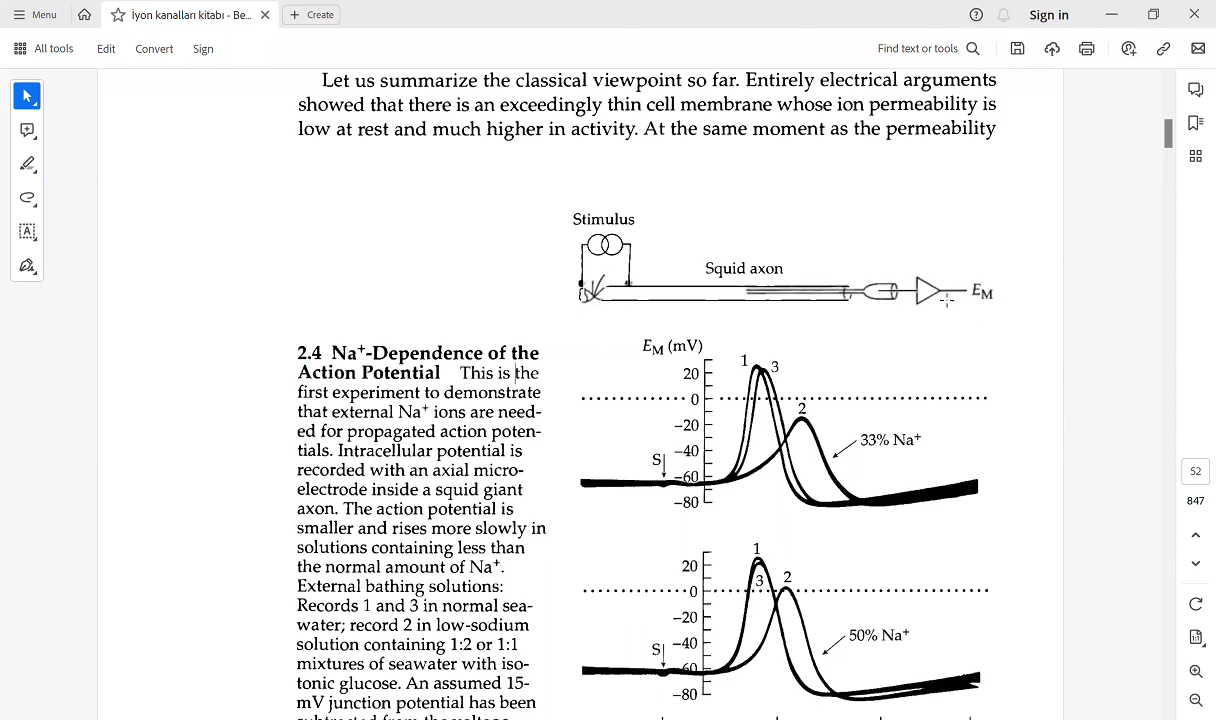 Menu
İyon kanalları kitabı - Be...
Create
Sign in
All tools
Edit
Convert
Sign
Find text or tools
Let us summarize the classical viewpoint so far. Entirely electrical arguments
showed that there is an exceedingly thin cell membrane whose ion permeability is
low at rest and much higher in activity. At the same moment as the permeability
Stimulus
Squid axon
EM
2.4 Na+-Dependence of the
Action Potential This is the
first experiment to demonstrate
that external Na+ ions are need-
ed for propagated action poten-
tials. Intracellular potential is
recorded with an axial micro-
electrode inside a squid giant
axon. The action potential is
smaller and rises more slowly in
solutions containing less than
the normal amount of Na+.
External bathing solutions:
Records 1 and 3 in normal sea-
water; record 2 in low-sodium
solution containing 1:2 or 1:1
mixtures of seawater with iso-
tonic glucose. An assumed 15-
mV junction potential has been
subtracted from the voltage
EM (mV)
20
0
-20
-40
-60
-80
S
1
3
2
33% Na+
20
0
-20
-40
-60
-80
S
1
3
2
50% Na+
52
847
1:1